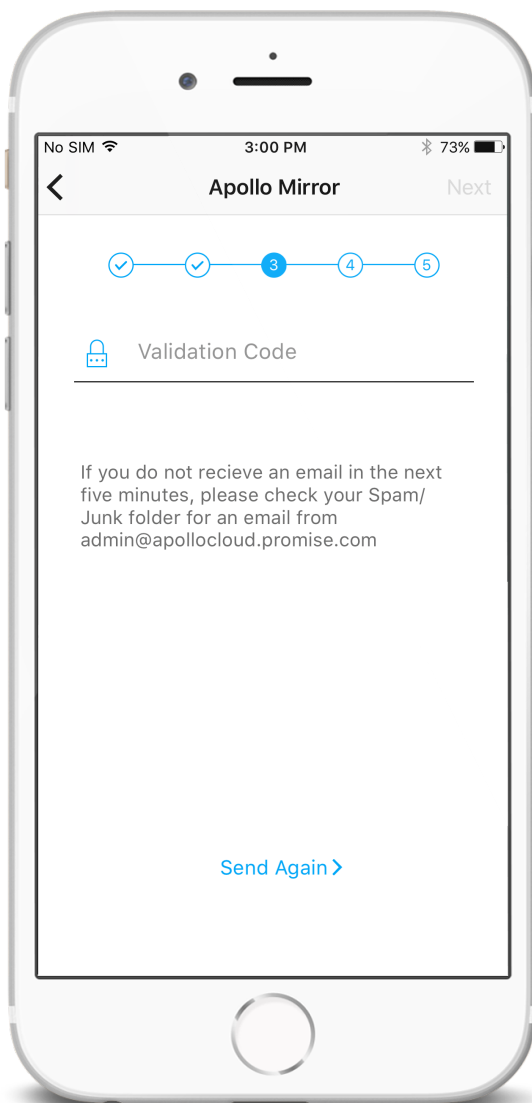 No SIM 3:00 PM 73%
Apollo Mirror Next
3 4 5
Validation Code
If you do not recieve an email in the next
five minutes, please check your Spam/
Junk folder for an email from
admin@apollocloud.promise.com
Send Again